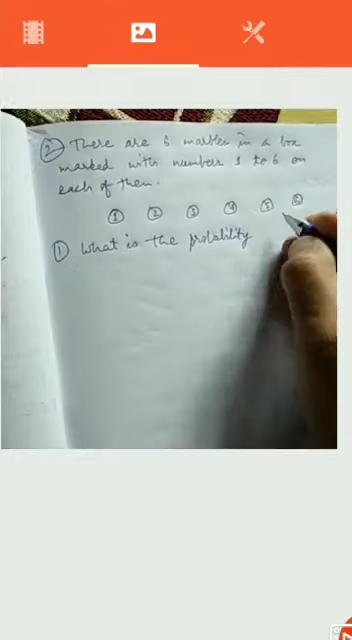 ② There are 6 marbles in a box
marked with numbers 1 to 6 on
each of them.
① ② ③ ④ ⑤ ⑥
① What is the probability